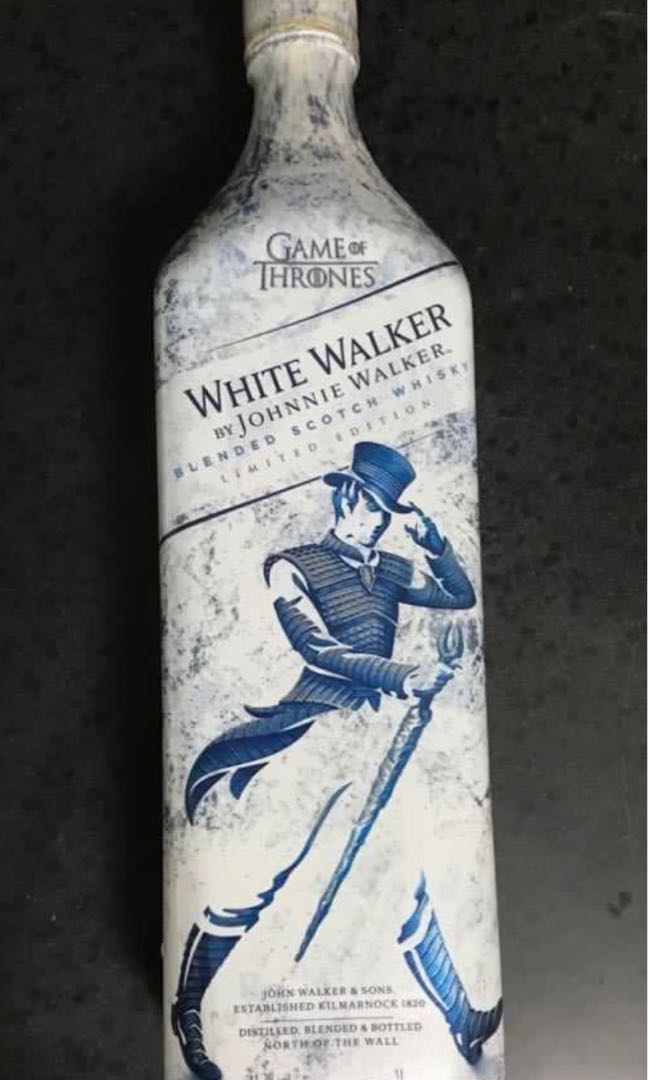 GAME OF
THRONES
WHITE WALKER
BY JOHNNIE WALKER™
BLENDED SCOTCH WHISKY
LIMITED EDITION
JOHN WALKER & SONS.
ESTABLISHED KILMARNOCK 1820
DISTILLED, BLENDED & BOTTLED
NORTH OF THE WALL